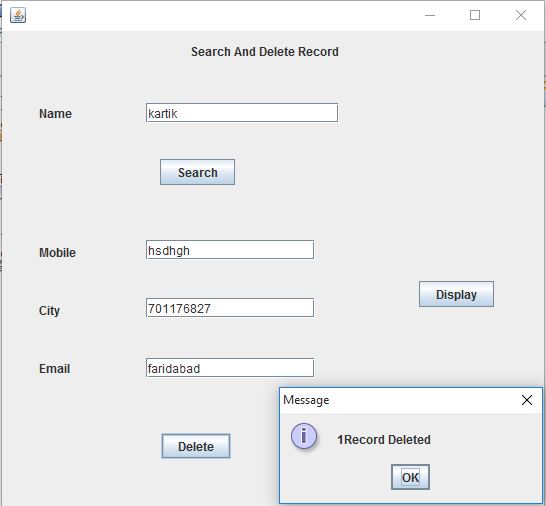 Search And Delete Record
Name
kartik
Search
Mobile
hsdhgh
Display
City
701176827
Email
faridabad
Delete
Message
1Record Deleted
OK